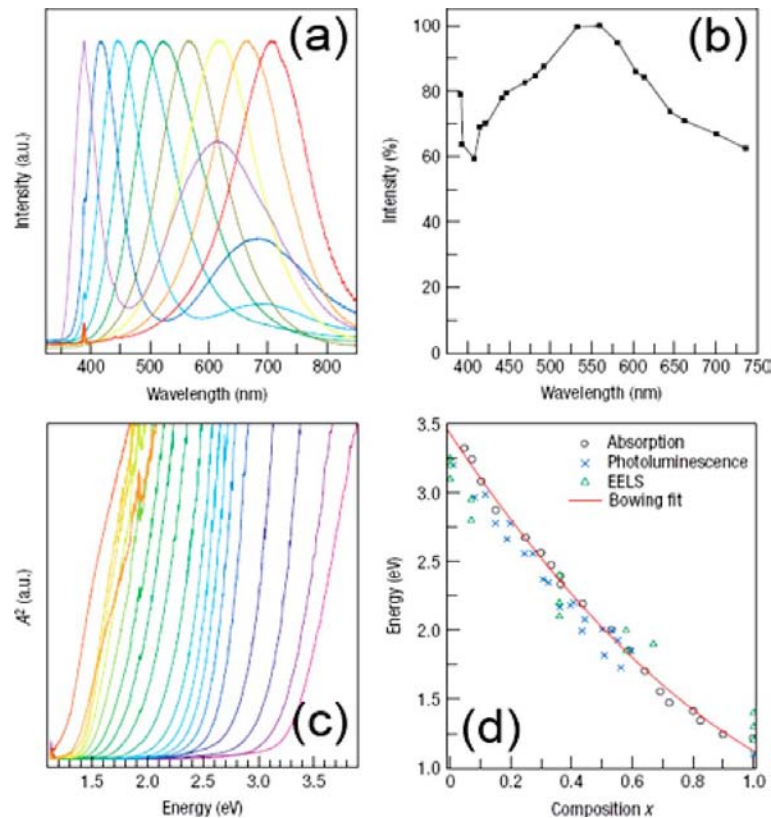 (a)
Intensity (a.u.)
400 500 600 700 800
Wavelength (nm)
(b)
100
80
60
40
20
0
Intensity (%)
400 450 500 550 600 650 700 750
Wavelength (nm)
(c)
A² (a.u.)
1.5 2.0 2.5 3.0 3.5
Energy (eV)
3.5
3.0
2.5
2.0
1.5
1.0
Energy (eV)
Absorption
Photoluminescence
EELS
Bowing fit
(d)
0 0.2 0.4 0.6 0.8 1.0
Composition x